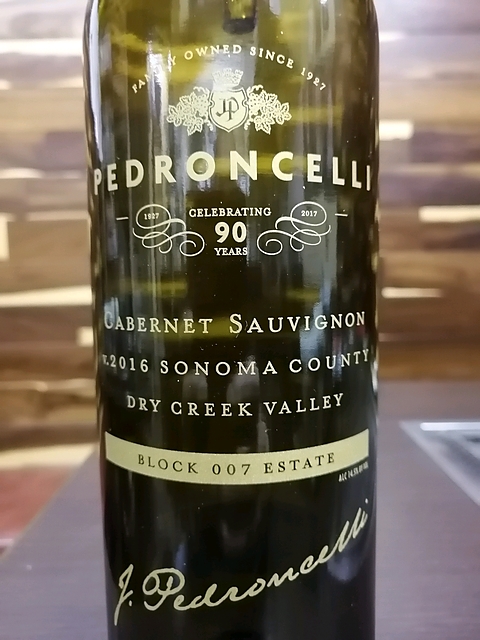 FAMILY OWNED SINCE 1927
JP
PEDRONCELLI
1927 CELEBRATING 2017
90
YEARS
CABERNET SAUVIGNON
v.2016 SONOMA COUNTY
DRY CREEK VALLEY
BLOCK 007 ESTATE
J. Pedroncelli